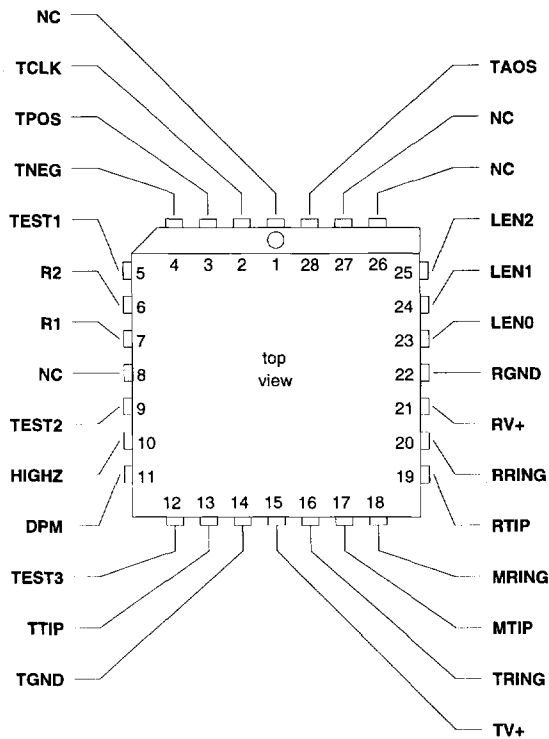 NC
TCLK
TAOS
TPOS
NC
TNEG
NC
TEST1
LEN2
4 3 2 1 28 27 26
5
25
R2
LEN1
6
24
R1
LEN0
7
23
top
view
NC
8
22
RGND
9
21
TEST2
RV+
10
20
HIGHZ
RRING
11
19
DPM
12 13 14 15 16 17 18
RTIP
TEST3
MRING
TTIP
MTIP
TGND
TRING
TV+